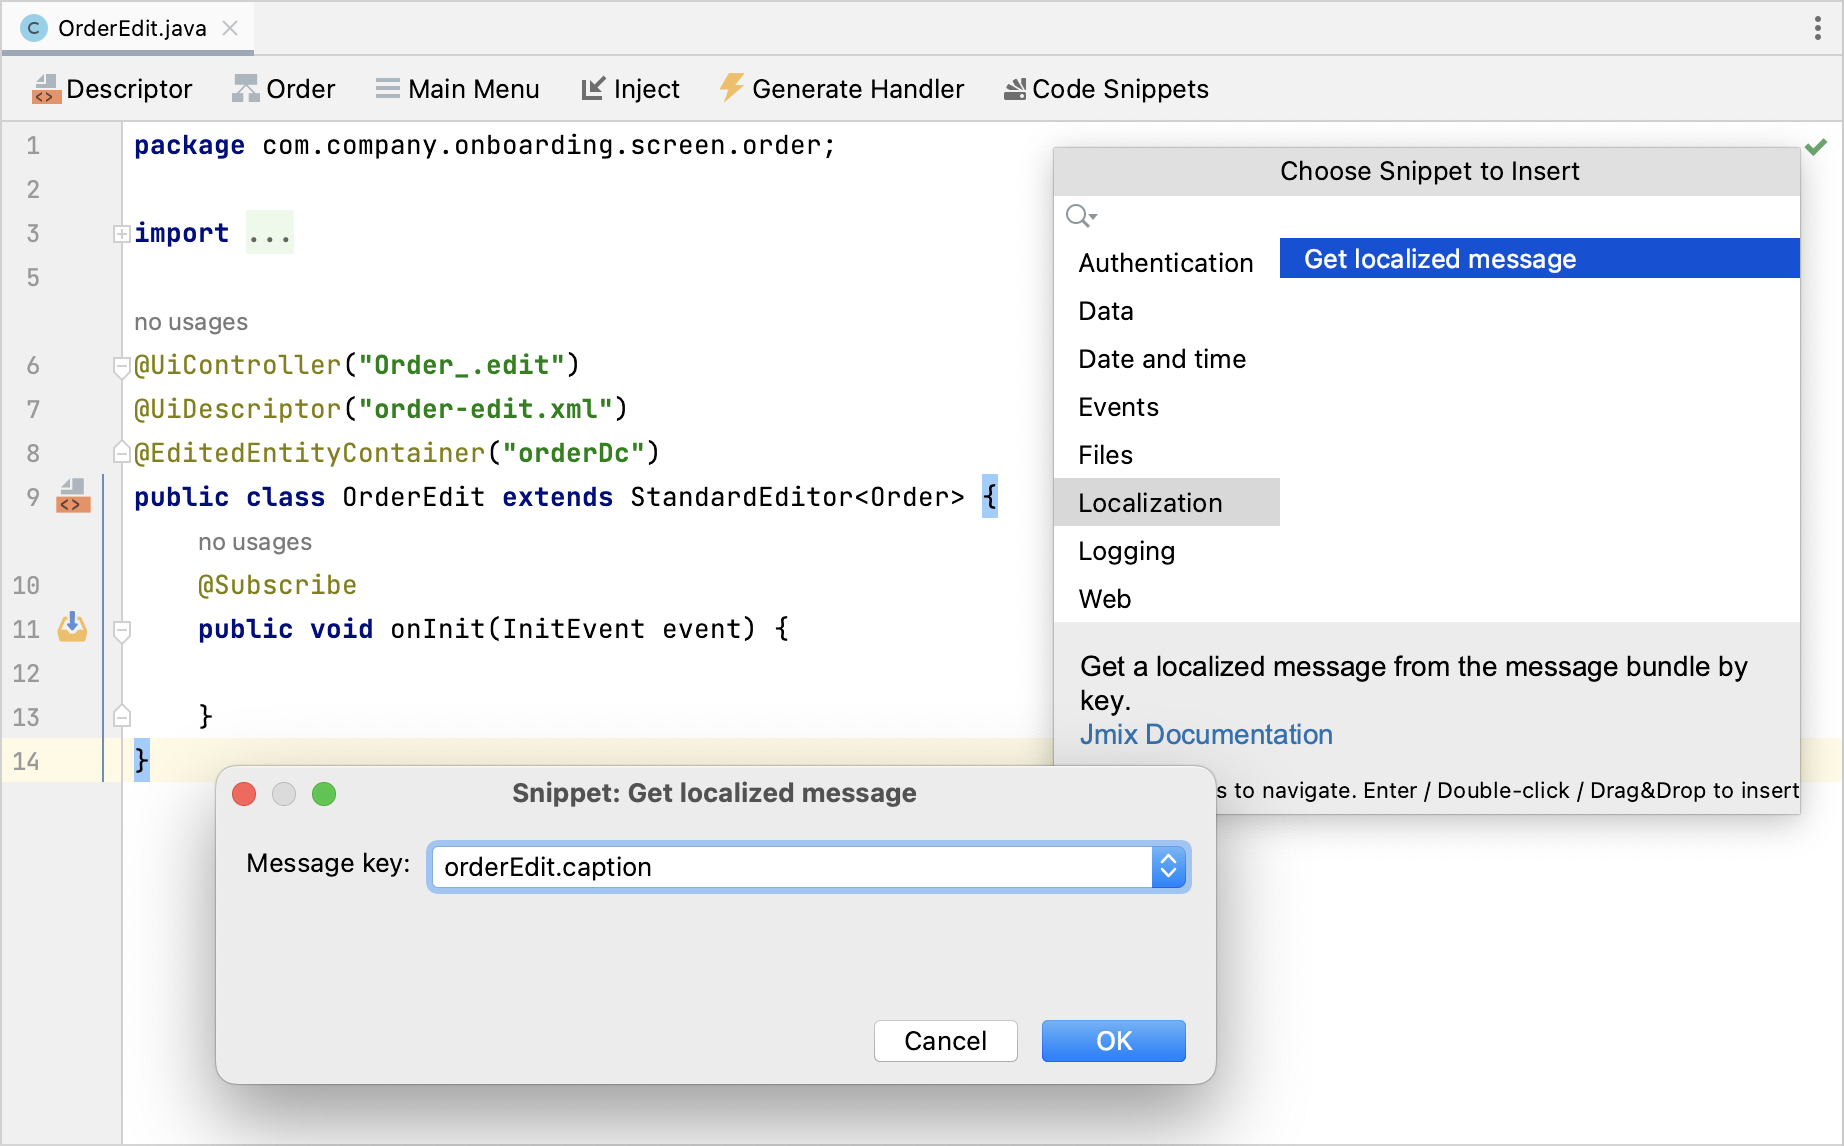 C OrderEdit.java
Descriptor Order Main Menu Inject Generate Handler Code Snippets
1 package com.company.onboarding.screen.order;
2
3 import ...
5
no usages
6 @UiController("Order_.edit")
7 @UiDescriptor("order-edit.xml")
8 @EditedEntityContainer("orderDc")
9 public class OrderEdit extends StandardEditor<Order> {
no usages
10 @Subscribe
11 public void onInit(InitEvent event) {
12
13 }
14 }
Choose Snippet to Insert
Authentication
Data
Date and time
Events
Files
Localization
Logging
Web
Get localized message
Get a localized message from the message bundle by
key.
Jmix Documentation
s to navigate. Enter / Double-click / Drag&Drop to insert
Snippet: Get localized message
Message key: orderEdit.caption
Cancel OK